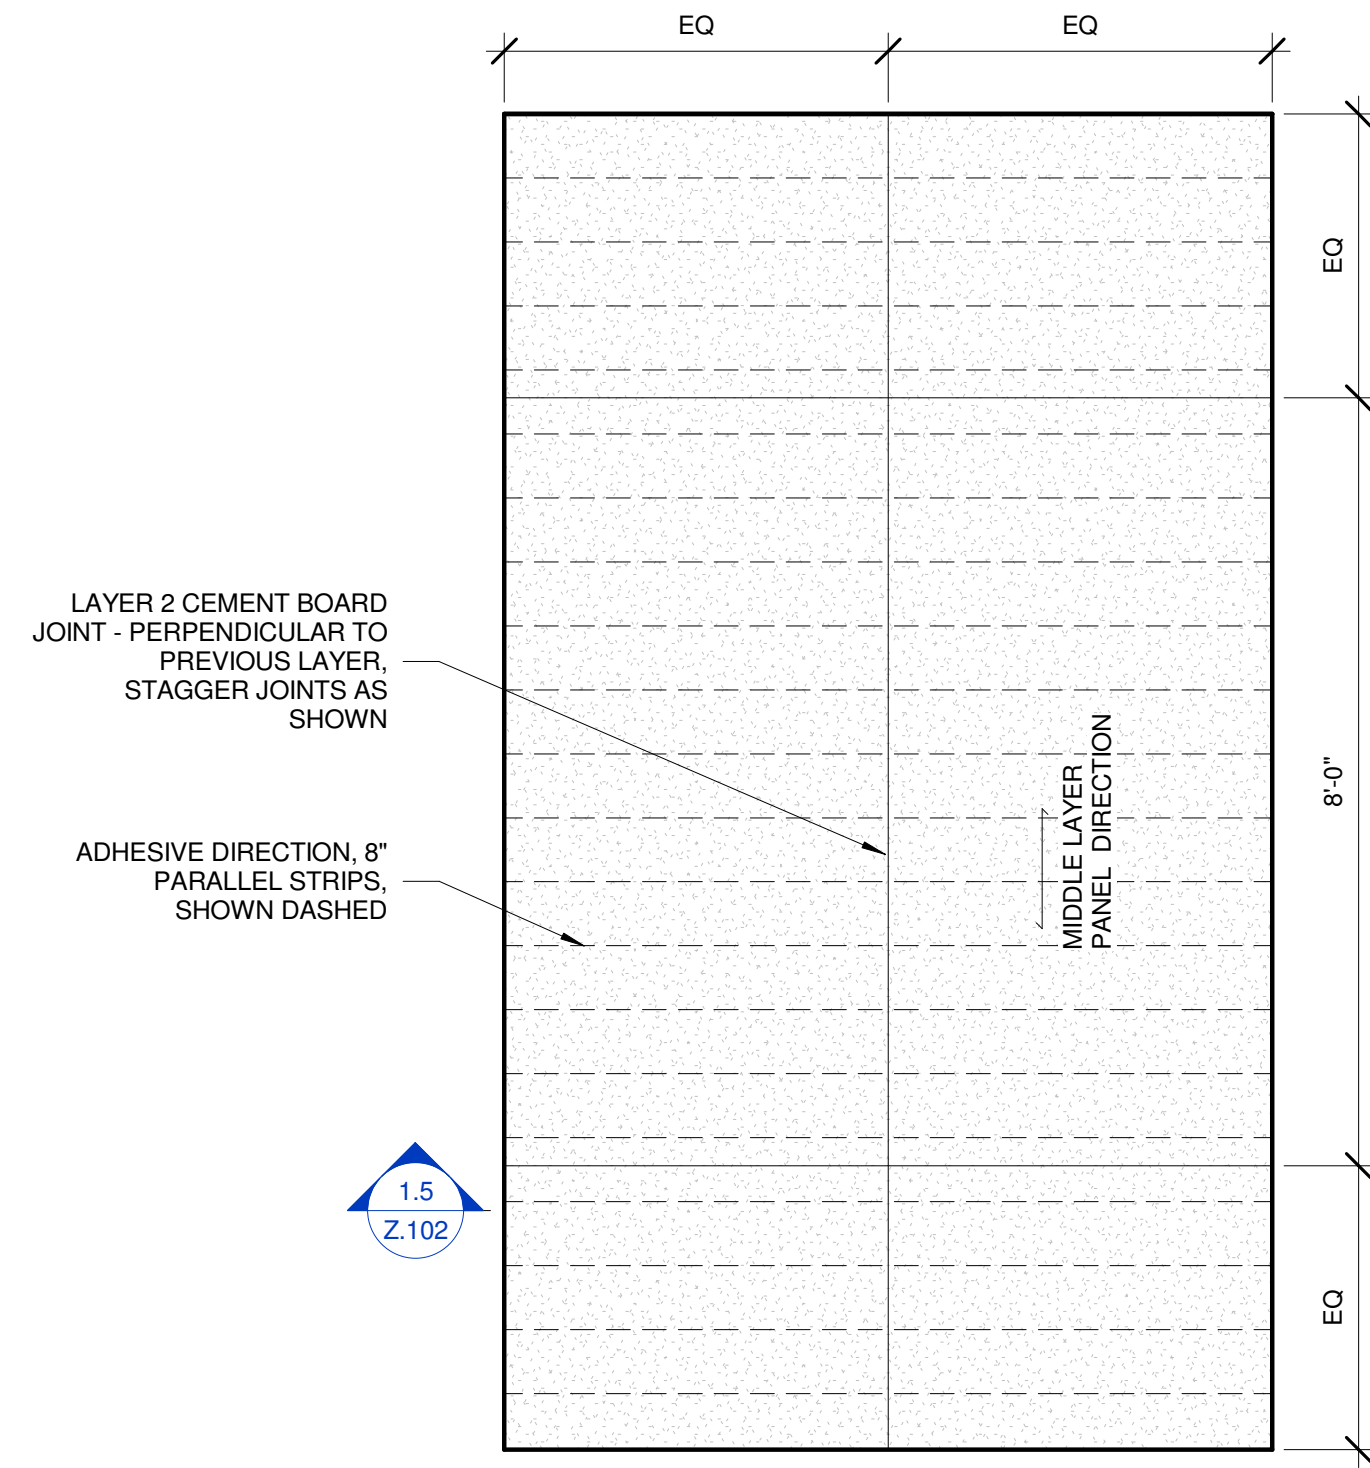 EQ
EQ
EQ
LAYER 2 CEMENT BOARD
JOINT - PERPENDICULAR TO
PREVIOUS LAYER,
STAGGER JOINTS AS
SHOWN
MIDDLE LAYER
PANEL DIRECTION
8'-0"
ADHESIVE DIRECTION, 8"
PARALLEL STRIPS,
SHOWN DASHED
1.5
Z.102
EQ